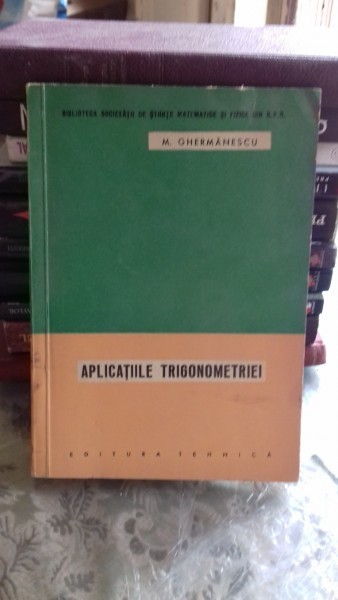 BIBLIOTECA SOCIETĂȚII DE ȘTIINȚE MATEMATICE ȘI FIZICE DIN R.P.R.
M. GHERMĂNESCU
APLICAȚIILE TRIGONOMETRIEI
EDITURA TEHNICĂ